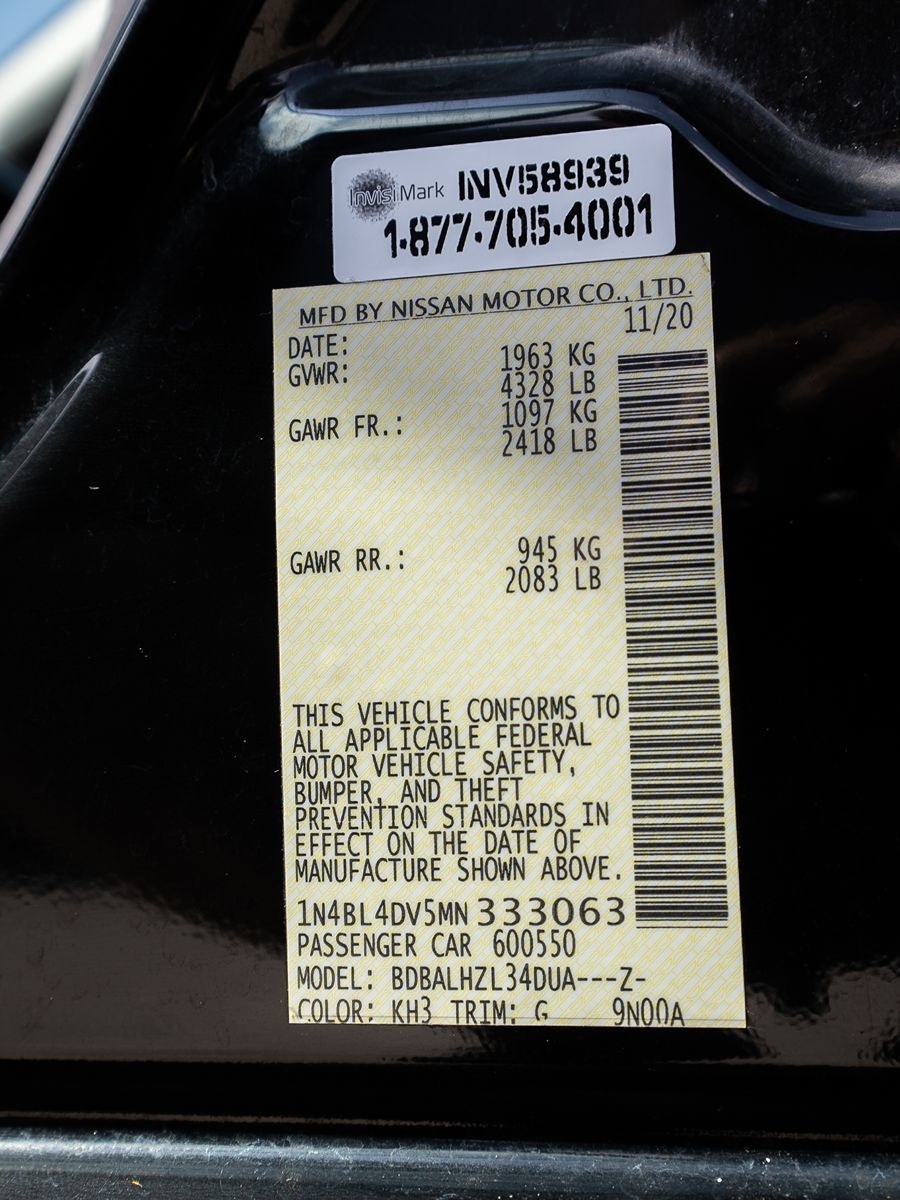 InvisiMark INV58939
1-877-705-4001
MFD BY NISSAN MOTOR CO., LTD.
DATE: 11/20
GVWR: 1963 KG
4328 LB
GAWR FR.: 1097 KG
2418 LB
GAWR RR.: 945 KG
2083 LB
THIS VEHICLE CONFORMS TO
ALL APPLICABLE FEDERAL
MOTOR VEHICLE SAFETY,
BUMPER, AND THEFT
PREVENTION STANDARDS IN
EFFECT ON THE DATE OF
MANUFACTURE SHOWN ABOVE.
1N4BL4DV5MN333063
PASSENGER CAR 600550
MODEL: BDBALHZL34DUA---Z-
COLOR: KH3 TRIM: G 9N00A